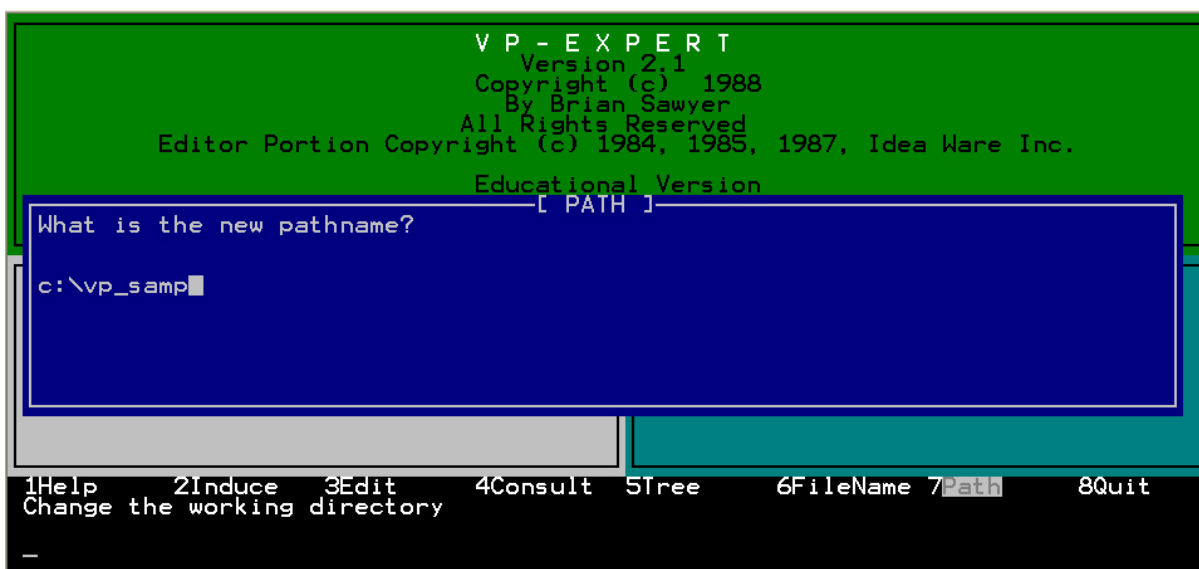 V P - E X P E R T
Version 2.1
Copyright (c) 1988
By Brian Sawyer
All Rights Reserved
Editor Portion Copyright (c) 1984, 1985, 1987, Idea Ware Inc.
Educational Version
[ PATH ]
What is the new pathname?
c:\vp_samp
1Help 2Induce 3Edit 4Consult 5Tree 6FileName 7Path 8Quit
Change the working directory